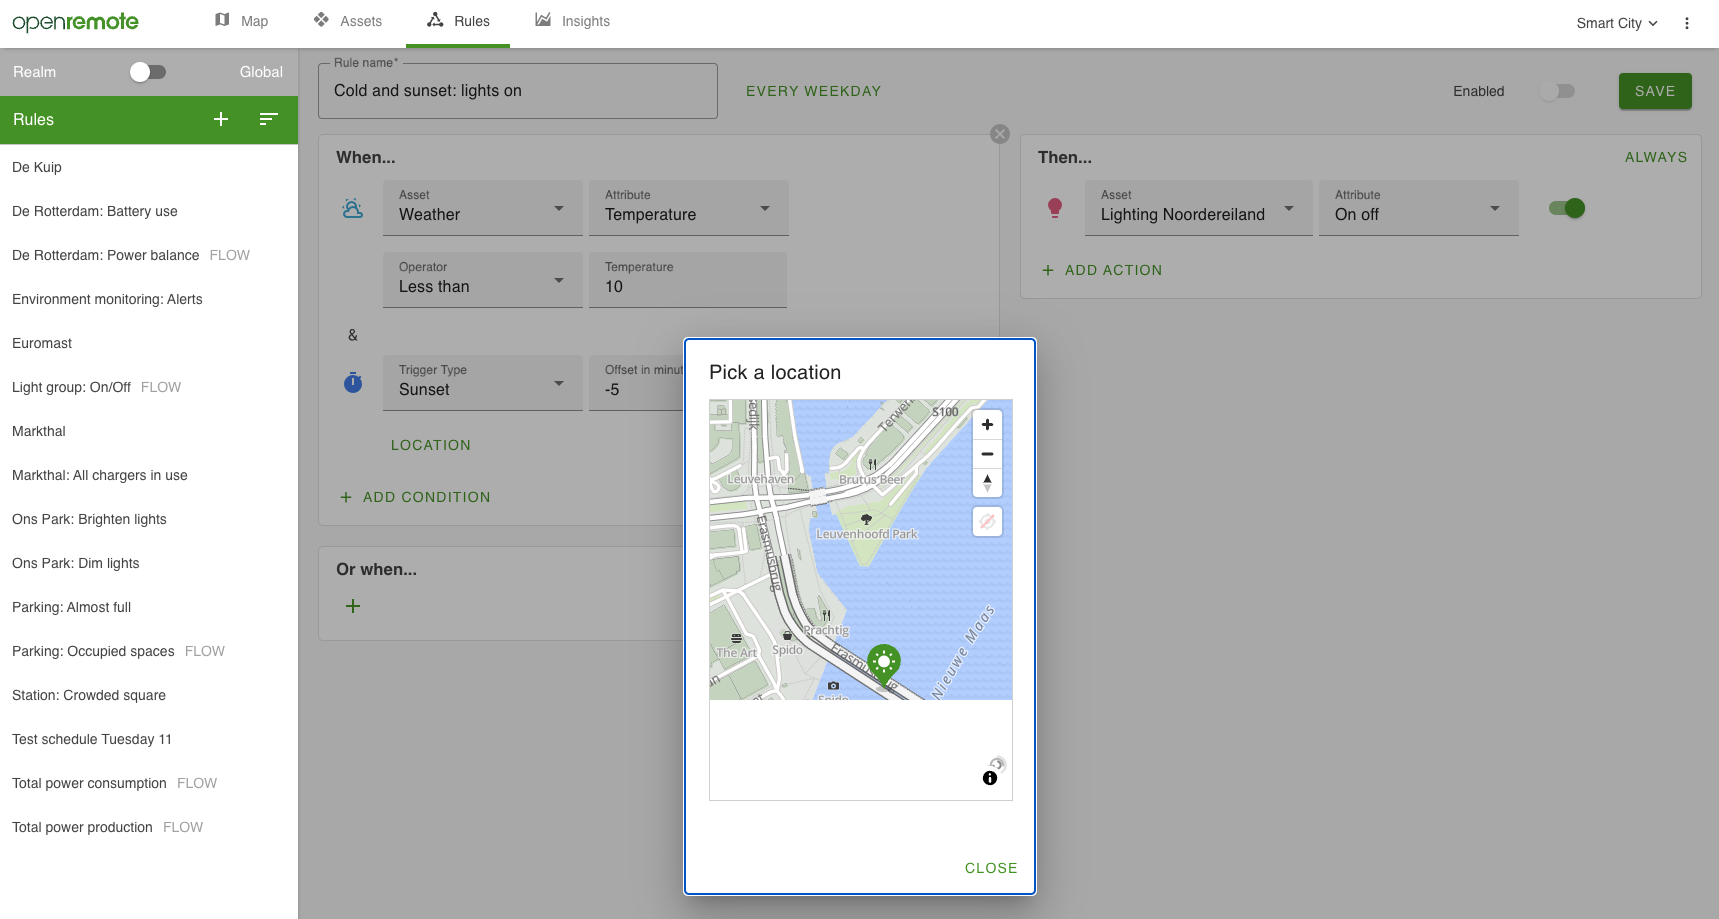 openremote
Map
Assets
Rules
Insights
Smart City
Realm
Global
Rules
De Kuip
De Rotterdam: Battery use
De Rotterdam: Power balance FLOW
Environment monitoring: Alerts
Euromast
Light group: On/Off FLOW
Markthal
Markthal: All chargers in use
Ons Park: Brighten lights
Ons Park: Dim lights
Parking: Almost full
Parking: Occupied spaces FLOW
Station: Crowded square
Test schedule Tuesday 11
Total power consumption FLOW
Total power production FLOW
Rule name*
Cold and sunset: lights on
EVERY WEEKDAY
Enabled
SAVE
When...
Asset
Weather
Attribute
Temperature
Operator
Less than
Temperature
10
&
Trigger Type
Sunset
Offset in minut
-5
LOCATION
+ ADD CONDITION
Or when...
+
Then...
ALWAYS
Asset
Lighting Noordereiland
Attribute
On off
+ ADD ACTION
Pick a location
S100
Leuvehaven
Brutus Beer
Leuvenhoofd Park
Erasmusbrug
Prachtig
The Art
Spido
Nieuwe Maas
Spido
CLOSE